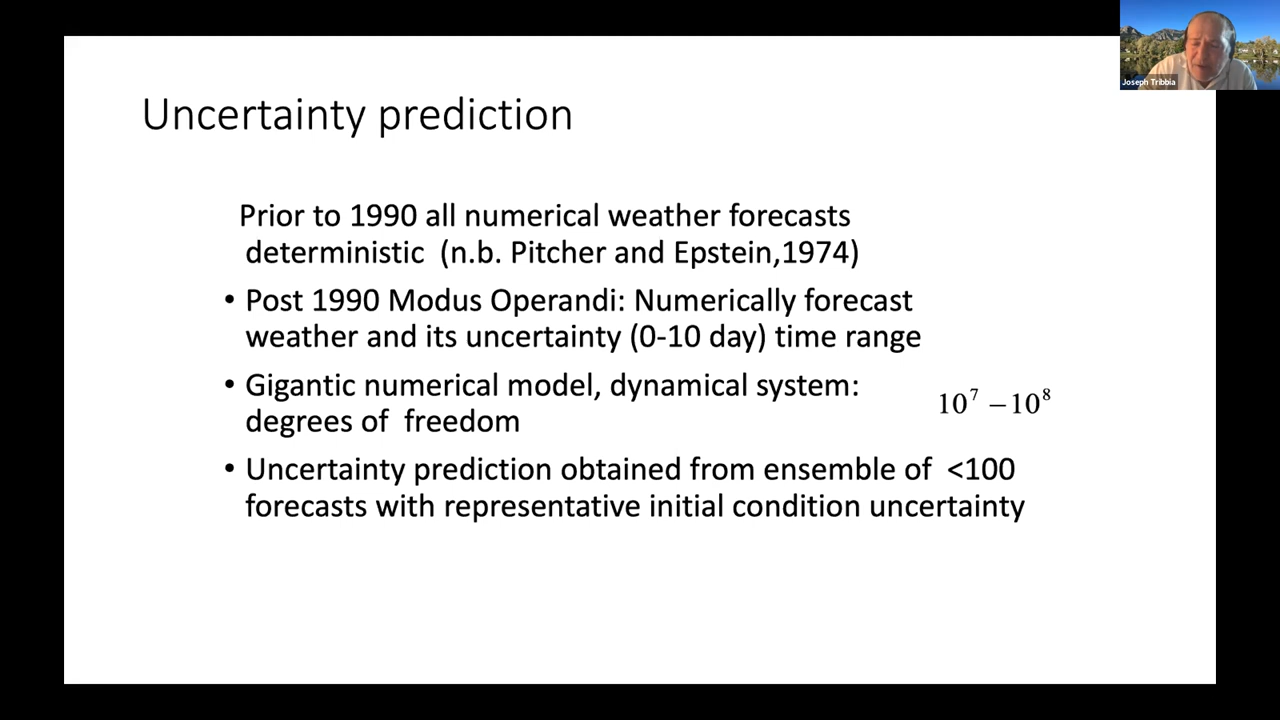 Joseph Tribbia
Uncertainty prediction
Prior to 1990 all numerical weather forecasts
deterministic (n.b. Pitcher and Epstein,1974)
• Post 1990 Modus Operandi: Numerically forecast
weather and its uncertainty (0-10 day) time range
• Gigantic numerical model, dynamical system:
degrees of freedom
10⁷ – 10⁸
• Uncertainty prediction obtained from ensemble of <100
forecasts with representative initial condition uncertainty